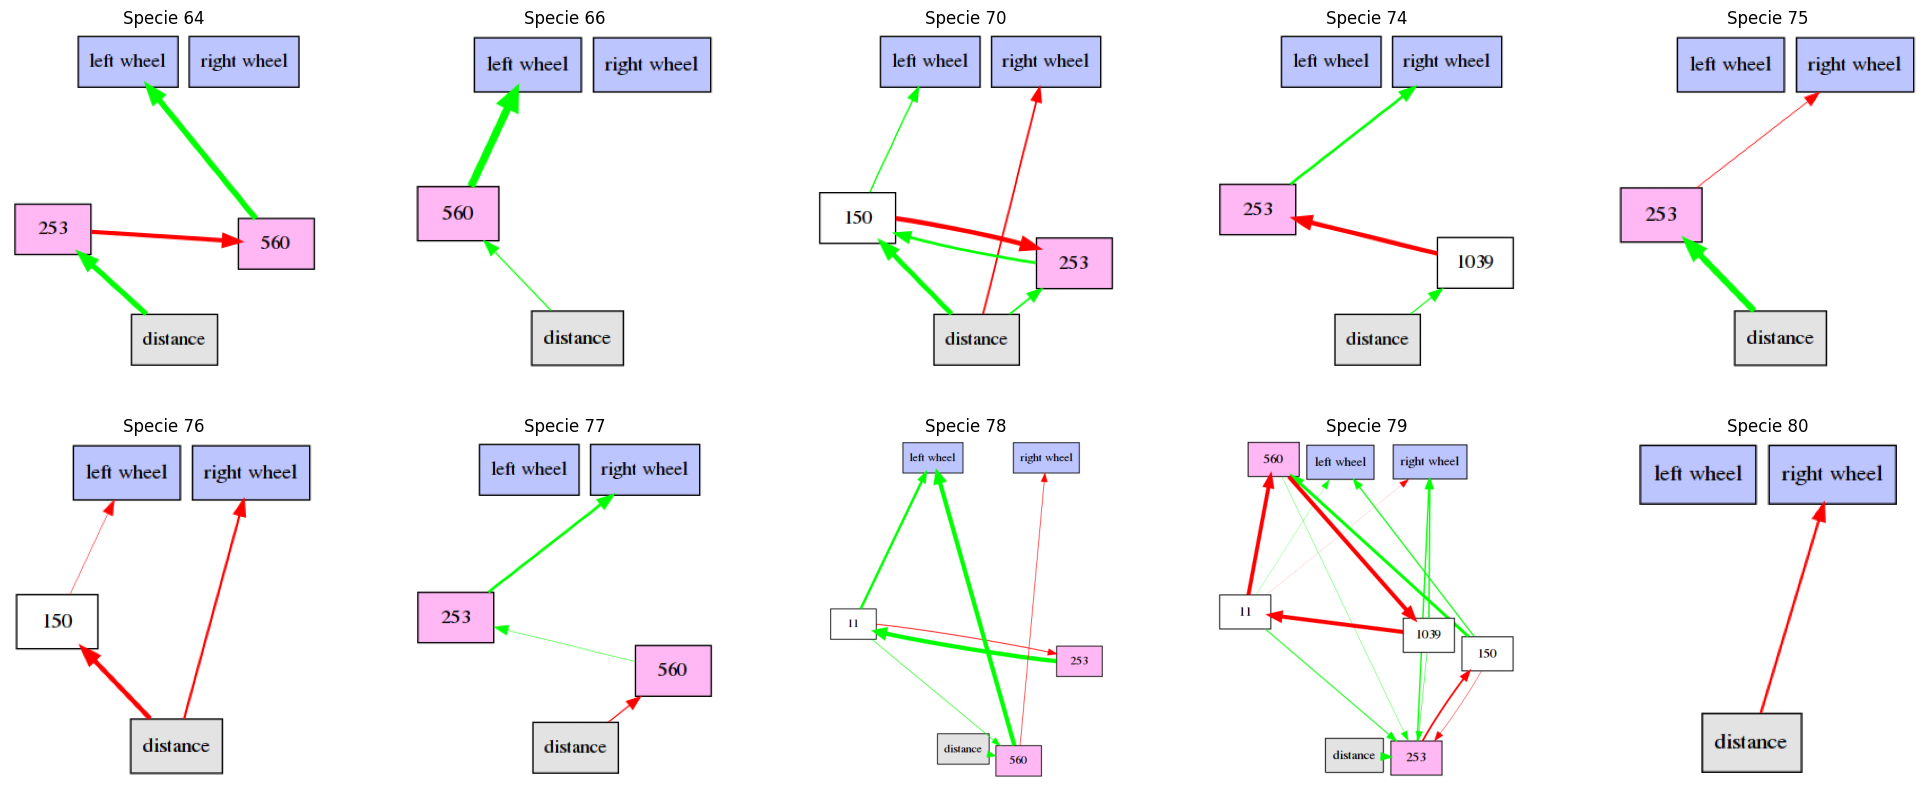 Specie 64
left wheel
right wheel
253
560
distance
Specie 66
left wheel
right wheel
560
distance
Specie 70
left wheel
right wheel
150
253
distance
Specie 74
left wheel
right wheel
253
1039
distance
Specie 75
left wheel
right wheel
253
distance
Specie 76
left wheel
right wheel
150
distance
Specie 77
left wheel
right wheel
253
560
distance
Specie 78
left wheel
right wheel
11
253
distance
560
Specie 79
560
left wheel
right wheel
11
1039
150
distance
253
Specie 80
left wheel
right wheel
distance